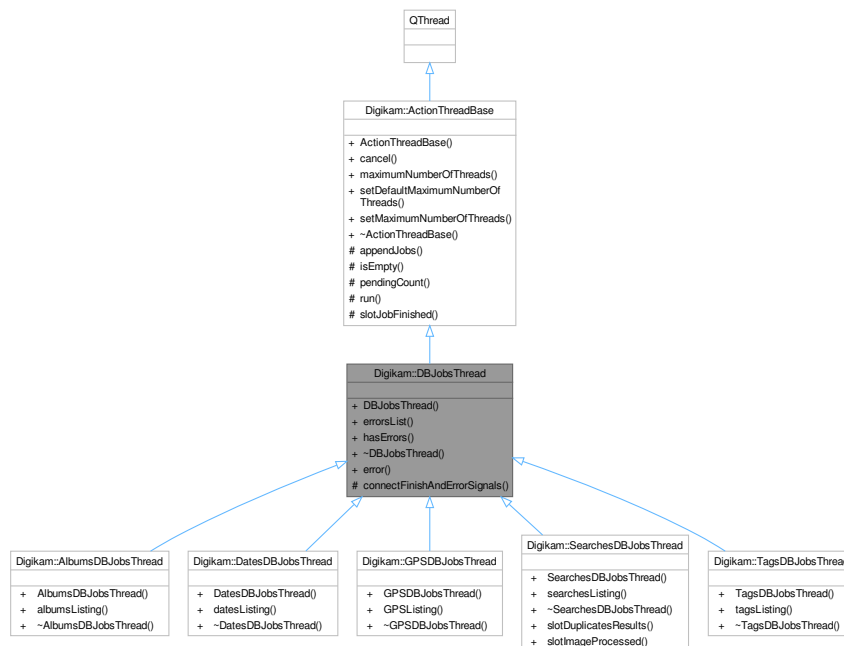 QThread
Digikam::ActionThreadBase
+ ActionThreadBase()
+ cancel()
+ maximumNumberOfThreads()
+ setDefaultMaximumNumberOf
Threads()
+ setMaximumNumberOfThreads()
+ ~ActionThreadBase()
# appendJobs()
# isEmpty()
# pendingCount()
# run()
# slotJobFinished()
Digikam::DBJobsThread
+ DBJobsThread()
+ errorsList()
+ hasErrors()
+ ~DBJobsThread()
+ error()
# connectFinishAndErrorSignals()
Digikam::AlbumsDBJobsThread
+ AlbumsDBJobsThread()
+ albumsListing()
+ ~AlbumsDBJobsThread()
Digikam::DatesDBJobsThread
+ DatesDBJobsThread()
+ datesListing()
+ ~DatesDBJobsThread()
Digikam::GPSDBJobsThread
+ GPSDBJobsThread()
+ GPSListing()
+ ~GPSDBJobsThread()
Digikam::SearchesDBJobsThread
+ SearchesDBJobsThread()
+ searchesListing()
+ ~SearchesDBJobsThread()
+ slotDuplicatesResults()
+ slotImageProcessed()
Digikam::TagsDBJobsThread
+ TagsDBJobsThread()
+ tagsListing()
+ ~TagsDBJobsThread()